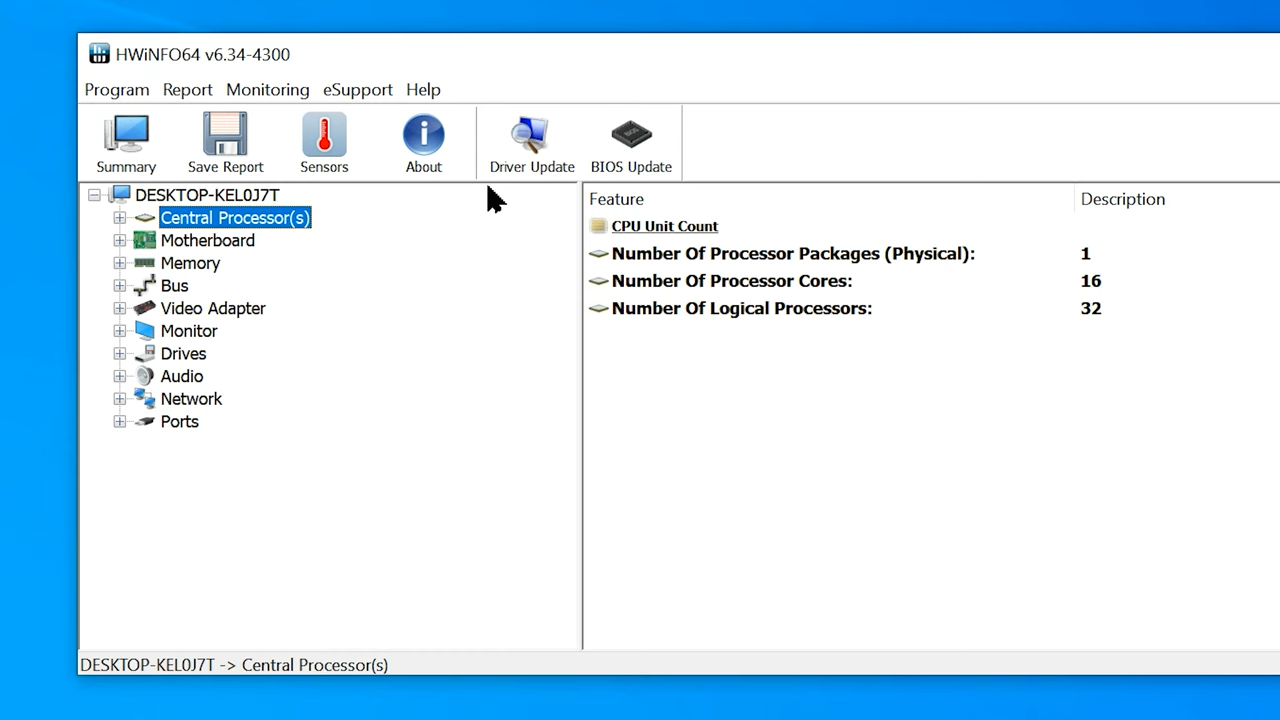 HWiNFO64 v6.34-4300
Program Report Monitoring eSupport Help
Summary Save Report Sensors About Driver Update BIOS Update
BIOS
DESKTOP-KEL0J7T
Central Processor(s)
Motherboard
Memory
Bus
Video Adapter
Monitor
Drives
Audio
Network
Ports
Feature Description
CPU Unit Count
Number Of Processor Packages (Physical): 1
Number Of Processor Cores: 16
Number Of Logical Processors: 32
DESKTOP-KEL0J7T -> Central Processor(s)